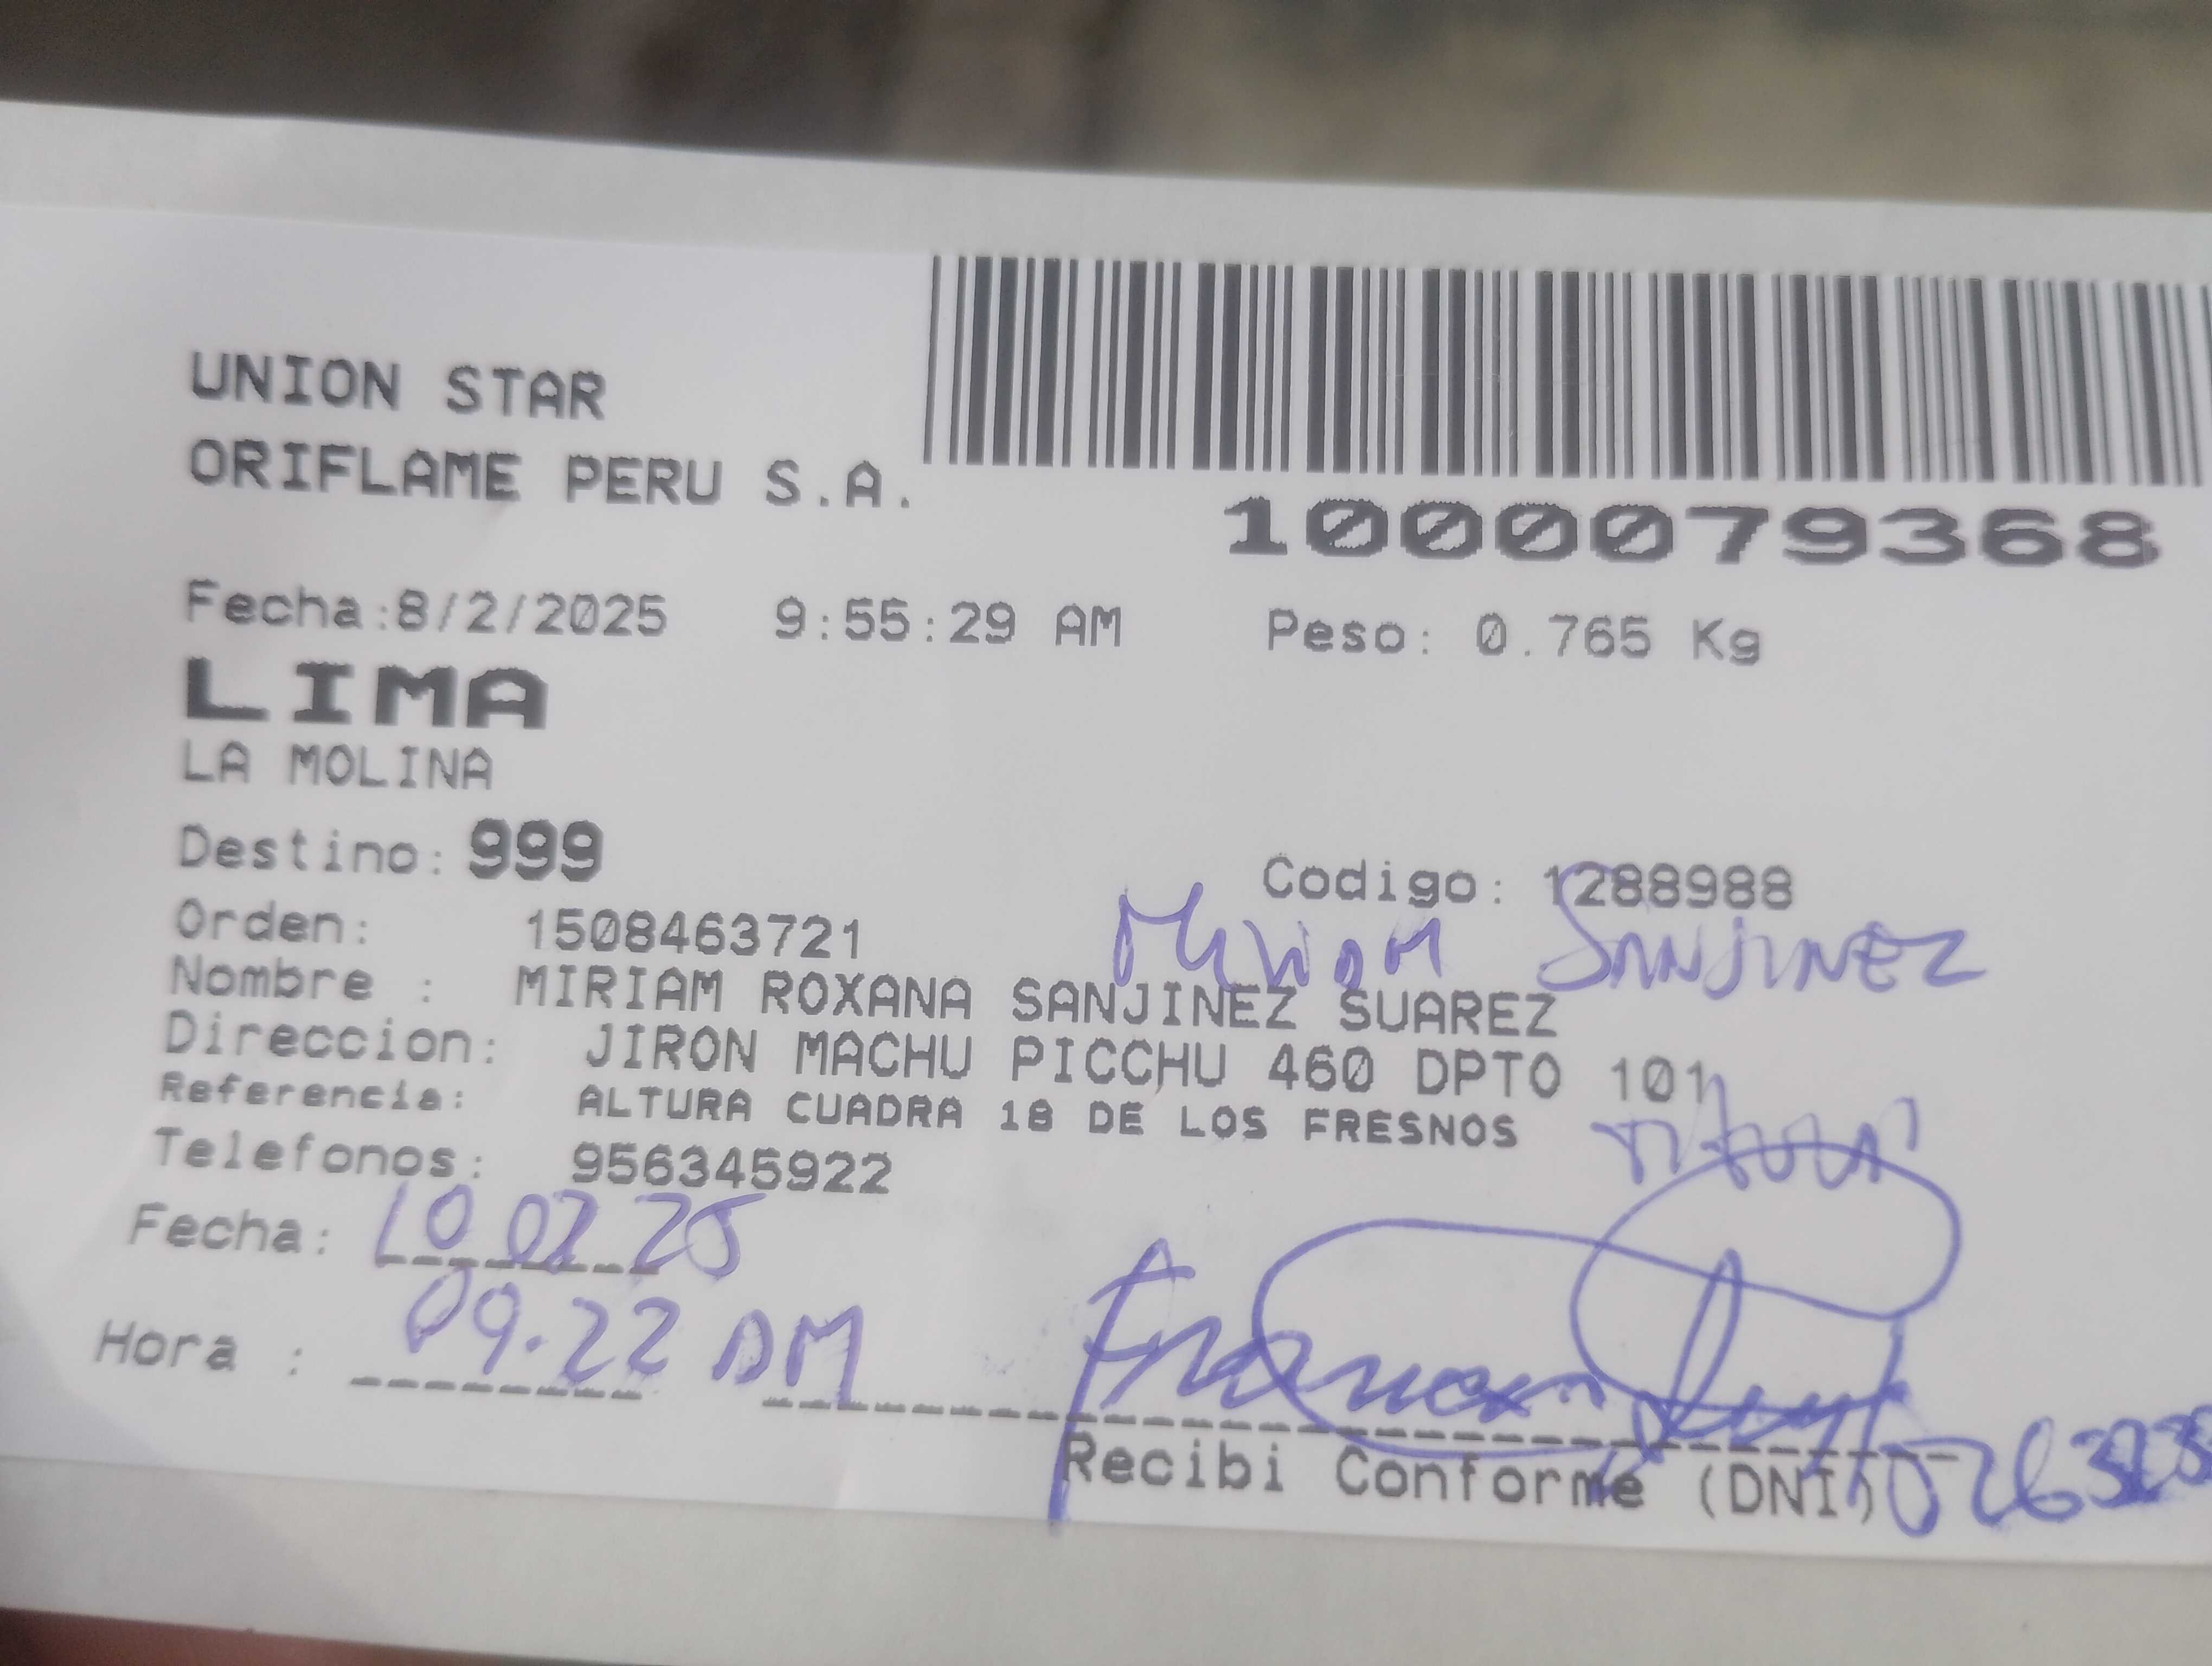 UNION STAR
ORIFLAME PERU S.A.
1000079368
Fecha:8/2/2025 9:55:29 AM Peso: 0.765 Kg
LIMA
LA MOLINA
Destino: 999
Codigo: 1288988
Orden: 1508463721
Miriam SANJINEZ
Nombre : MIRIAM ROXANA SANJINEZ SUAREZ
Direccion: JIRON MACHU PICCHU 460 DPTO 101
Referencia: ALTURA CUADRA 18 DE LOS FRESNOS
Telefonos: 956345922
Fecha: 10 02 25
Hora : 09.22 AM
Recibi Conforme (DNI)